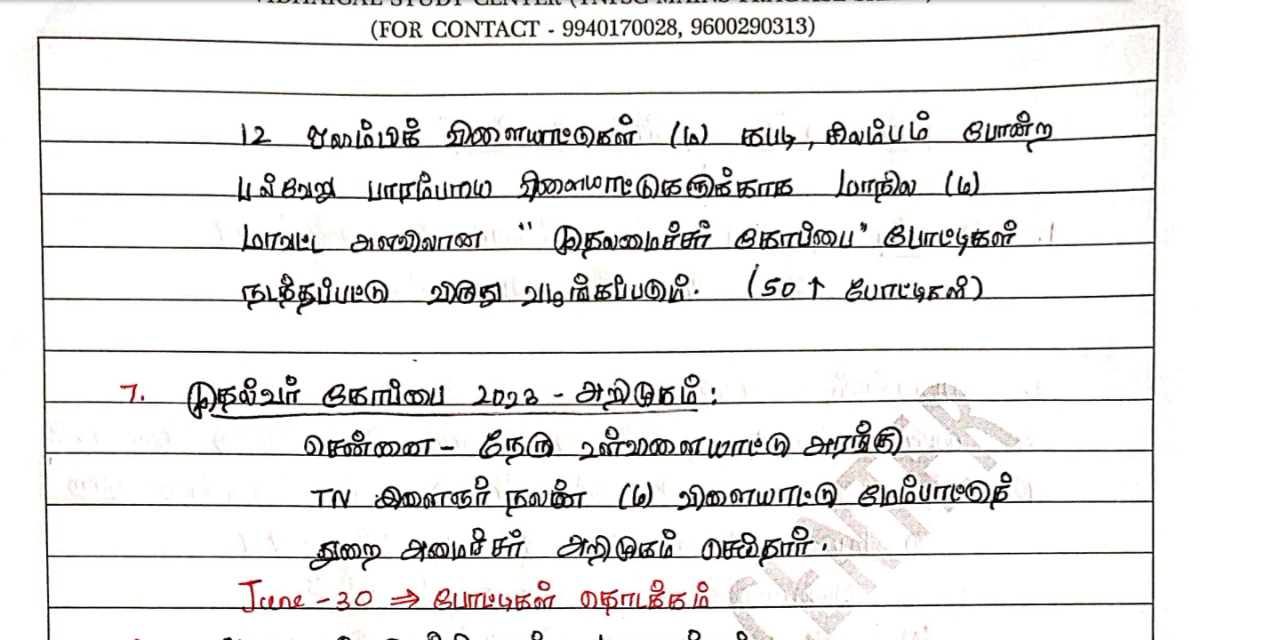 (FOR CONTACT - 9940170028, 9600290313)
12 ஒலம்பிக் விளையாட்டுகள் (ம) கபடி, சிலம்பம் போன்ற
பல்வேறு பாரம்பரிய விளையாட்டுகளுக்காக மாநில (ம)
மாவட்ட அளவிலான “முதலமைச்சர் கோப்பை” போட்டிகள்
நடத்தப்பட்டு விருது வழங்கப்படும். (50 ↑ போட்டிகள்)
7. முதல்வர் கோப்பை 2023 - அறிமுகம் :
சென்னை - நேரு உள்விளையாட்டு அரங்கு
TN இளைஞர் நலன் (ம) விளையாட்டு மேம்பாட்டுத்
துறை அமைச்சர் அறிமுகம் செய்தார்.
June - 30 ⇒ போட்டிகள் தொடக்கம்
CENTER